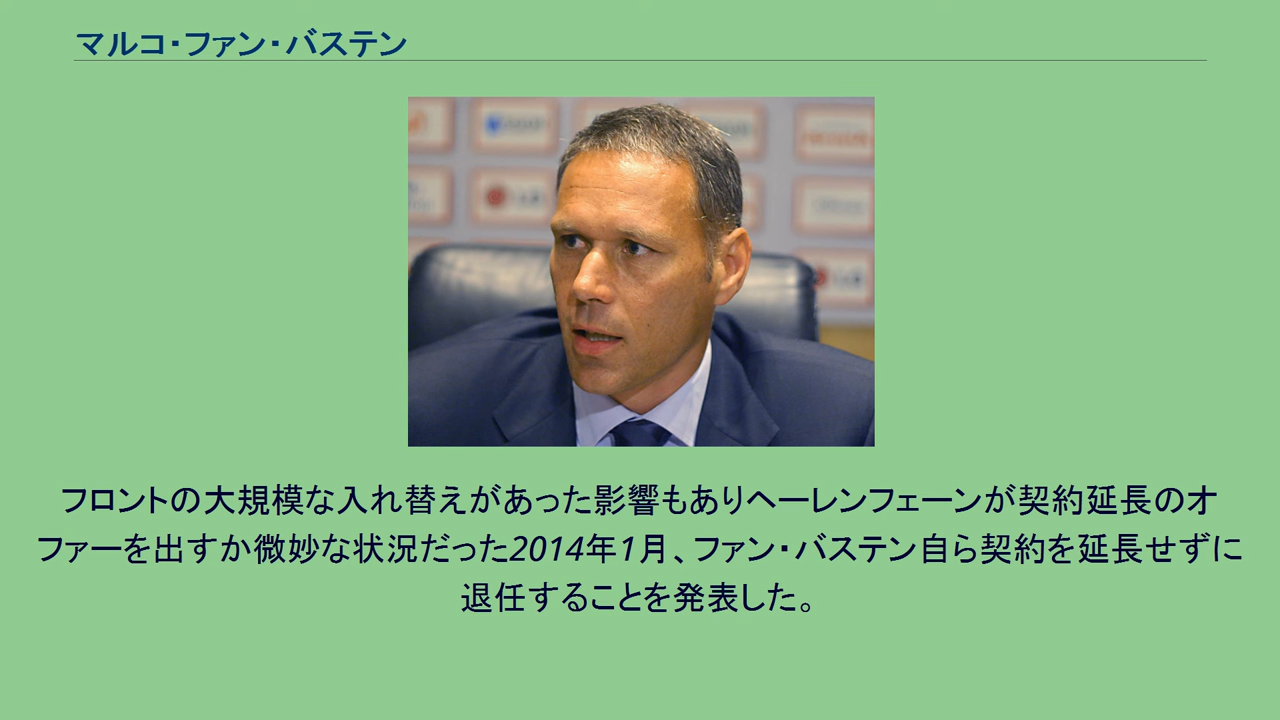 マルコ・ファン・バステン
フロントの大規模な入れ替えがあった影響もありヘーレンフェーンが契約延長のオ
ファーを出すか微妙な状況だった2014年1月、ファン・バステン自ら契約を延長せずに
退任することを発表した。